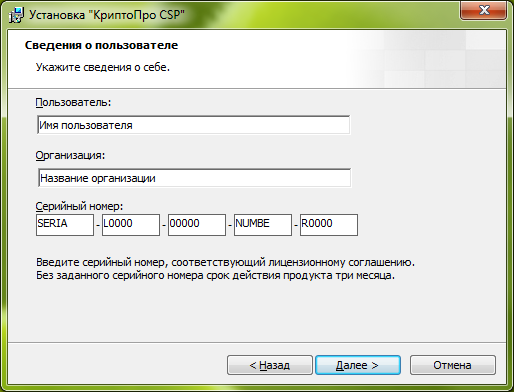 Установка "КриптоПро CSP"
Сведения о пользователе
Укажите сведения о себе.
Пользователь:
Имя пользователя
Организация:
Название организации
Серийный номер:
SERIA - L0000 - 00000 - NUMBE - R0000
Введите серийный номер, соответствующий лицензионному соглашению.
Без заданного серийного номера срок действия продукта три месяца.
< Назад Далее > Отмена